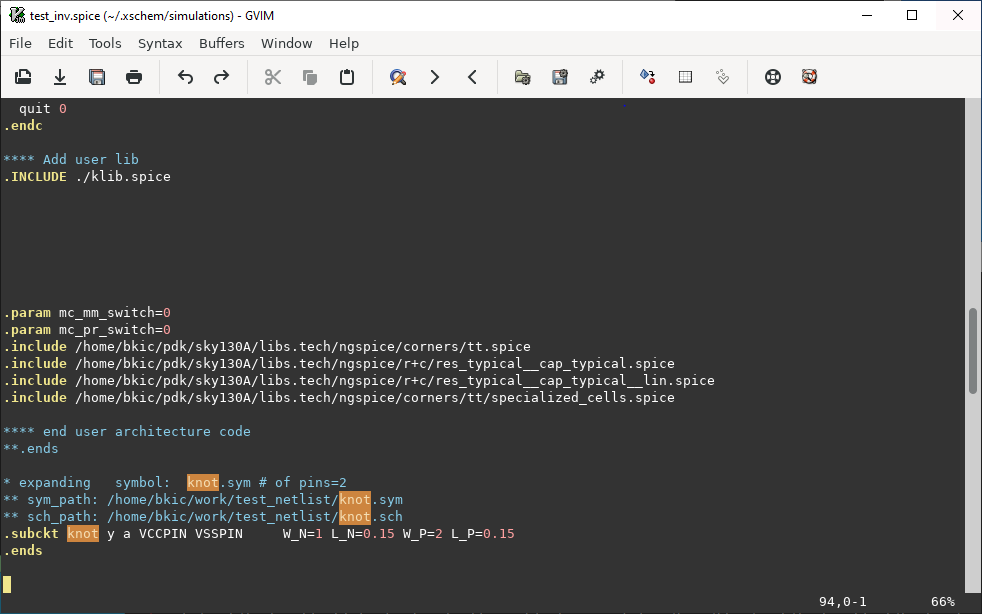 test_inv.spice (~/.xschem/simulations) - GVIM
File Edit Tools Syntax Buffers Window Help
quit 0
.endc
**** Add user lib
.INCLUDE ./klib.spice
.param mc_mm_switch=0
.param mc_pr_switch=0
.include /home/bkic/pdk/sky130A/libs.tech/ngspice/corners/tt.spice
.include /home/bkic/pdk/sky130A/libs.tech/ngspice/r+c/res_typical__cap_typical.spice
.include /home/bkic/pdk/sky130A/libs.tech/ngspice/r+c/res_typical__cap_typical__lin.spice
.include /home/bkic/pdk/sky130A/libs.tech/ngspice/corners/tt/specialized_cells.spice
**** end user architecture code
**.ends
* expanding   symbol:  knot.sym # of pins=2
** sym_path: /home/bkic/work/test_netlist/knot.sym
** sch_path: /home/bkic/work/test_netlist/knot.sch
.subckt knot y a VCCPIN VSSPIN     W_N=1 L_N=0.15 W_P=2 L_P=0.15
.ends
94,0-1 66%